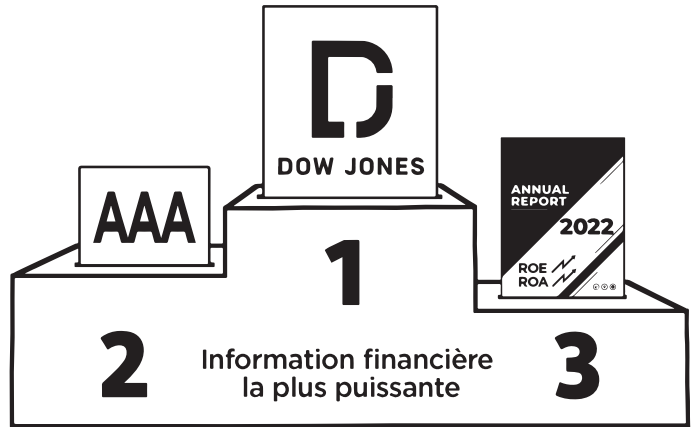 DOW JONES
AAA
ANNUAL
REPORT
2022
ROE
ROA
1
2
3
Information financière
la plus puissante